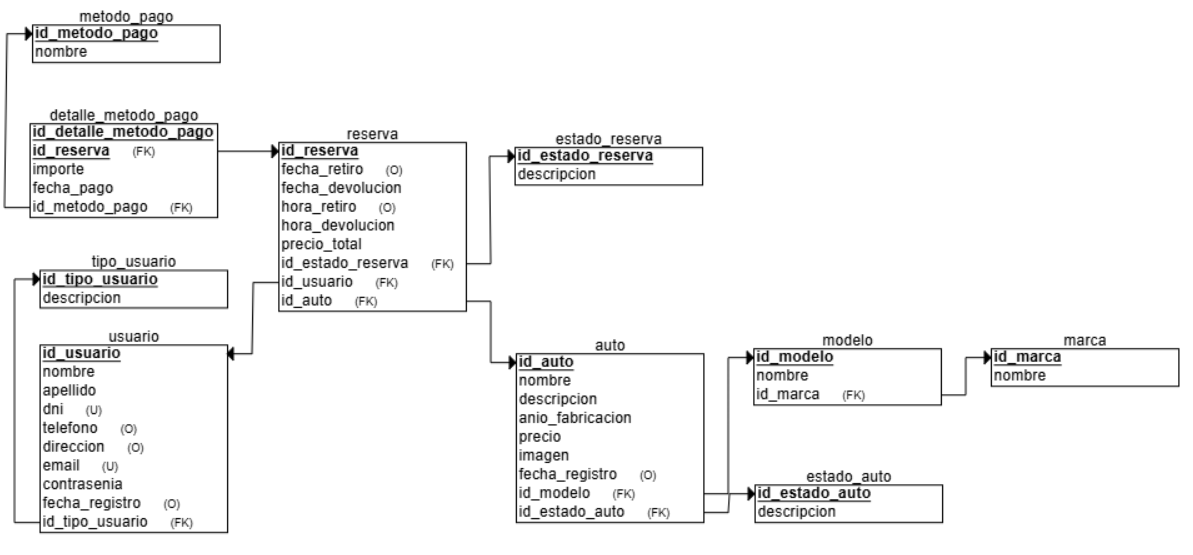 metodo_pago
id_metodo_pago
nombre
detalle_metodo_pago
id_detalle_metodo_pago
id_reserva (FK)
importe
fecha_pago
id_metodo_pago (FK)
reserva
id_reserva
fecha_retiro (O)
fecha_devolucion
hora_retiro (O)
hora_devolucion
precio_total
id_estado_reserva (FK)
id_usuario (FK)
id_auto (FK)
estado_reserva
id_estado_reserva
descripcion
tipo_usuario
id_tipo_usuario
descripcion
usuario
id_usuario
nombre
apellido
dni (U)
telefono (O)
direccion (O)
email (U)
contrasenia
fecha_registro (O)
id_tipo_usuario (FK)
auto
id_auto
nombre
descripcion
anio_fabricacion
precio
imagen
fecha_registro (O)
id_modelo (FK)
id_estado_auto (FK)
modelo
id_modelo
nombre
id_marca (FK)
marca
id_marca
nombre
estado_auto
id_estado_auto
descripcion